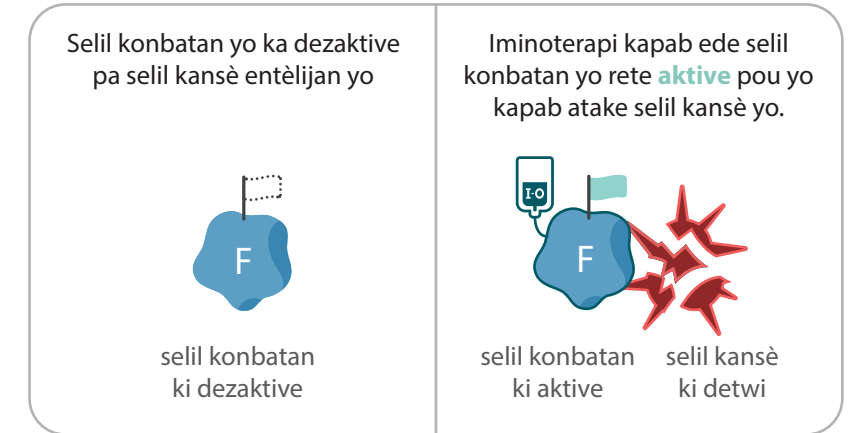 Selil konbatan yo ka dezaktive
pa selil kansè entèlijan yo
F
selil konbatan
ki dezaktive
Iminoterapi kapab ede selil
konbatan yo rete aktive pou yo
kapab atake selil kansè yo.
I-O
F
selil konbatan
ki aktive
selil kansè
ki detwi